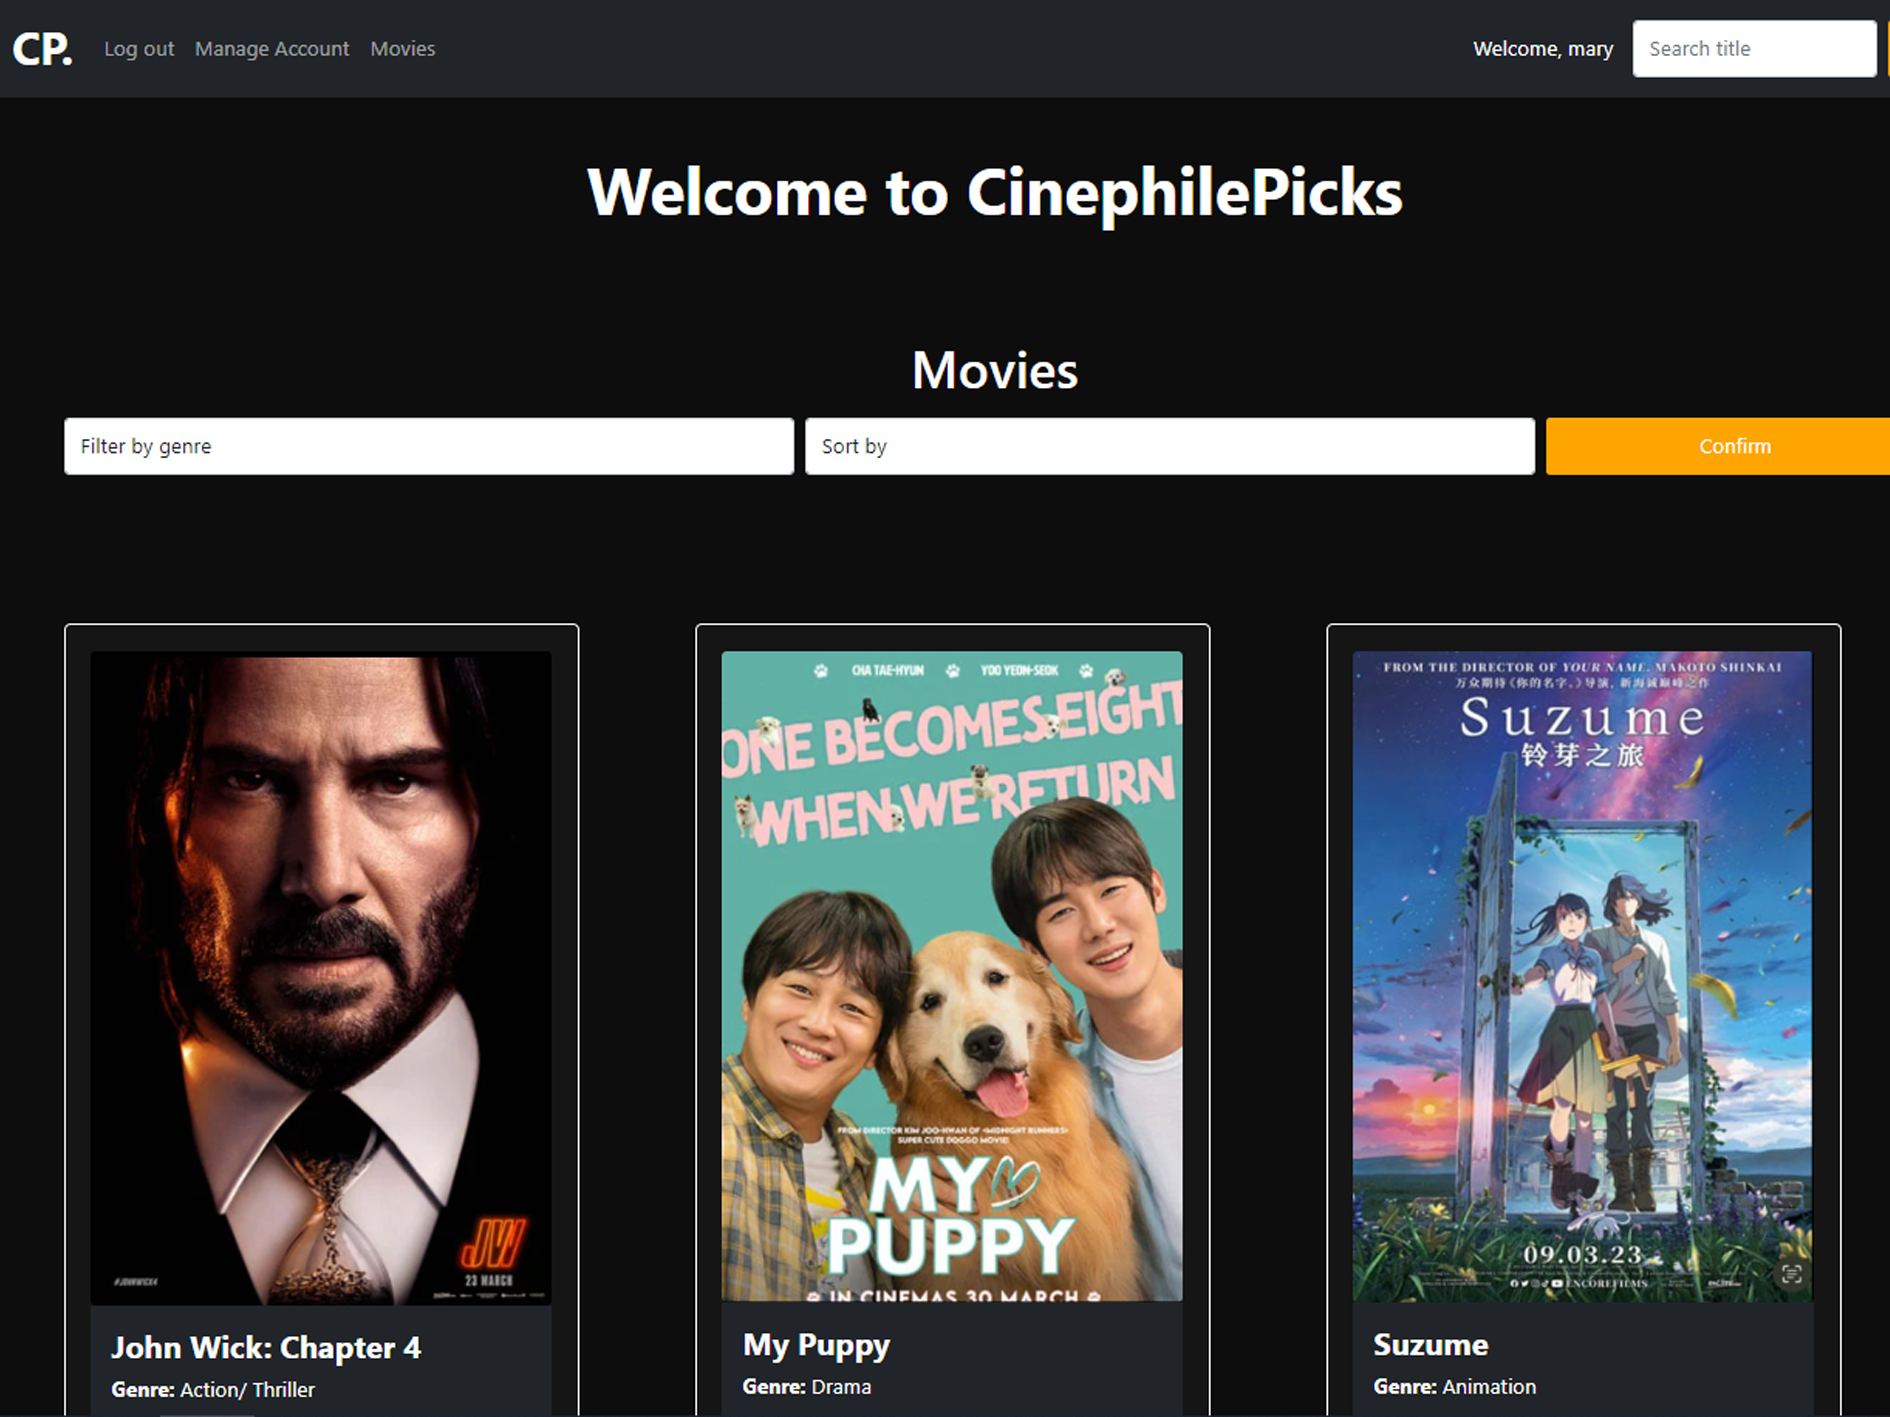 CP. Log out Manage Account Movies Welcome, mary Search title
Welcome to CinephilePicks
Movies
Filter by genre Sort by Confirm
#JOHNWICK4
JW
23 MARCH
John Wick: Chapter 4
Genre: Action/ Thriller
CHA TAE-HYUN YOO YEON-SEOK
ONE BECOMES EIGHT
WHEN WE RETURN
FROM DIRECTOR KIM JOO-HWAN OF <MIDNIGHT RUNNERS>
SUPER CUTE DOGGO MOVIE!
MY
PUPPY
IN CINEMAS 30 MARCH
My Puppy
Genre: Drama
FROM THE DIRECTOR OF YOUR NAME. MAKOTO SHINKAI
万众期待《你的名字。》导演，新海诚巅峰之作
Suzume
铃芽之旅
09.03.23
ENCOREFILMS
Suzume
Genre: Animation